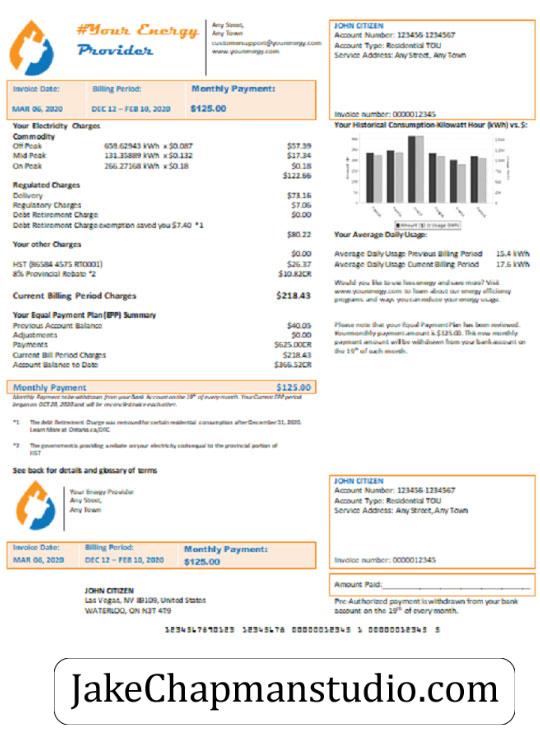 #Your Energy
Provider
Any Street,
Any Town
customersupport@yourenergy.com
www.yourenergy.com
JOHN CITIZEN
Account Number: 123456-1234567
Account Type: Residential TOU
Service Address: Any Street, Any Town
Invoice number: 0000012345
Invoice Date: Billing Period: Monthly Payment:
MAR 06, 2020 DEC 12 – FEB 10, 2020 $125.00
Your Electricity Charges
Commodity
Off Peak 659.62943 kWh x $0.087 $57.39
Mid Peak 131.35889 kWh x $0.132 $17.34
On Peak 266.27168 kWh x $0.18 $0.18
$122.66
Regulated Charges
Delivery $73.16
Regulatory Charges $7.06
Debt Retirement Charge $0.00
Debt Retirement Charge exemption saved you $7.40 *1
$80.22
Your other Charges
$0.00
HST (86584 4575 RT0001) $26.37
8% Provincial Rebate *2 $10.82CR
Current Billing Period Charges $218.43
Your Equal Payment Plan (EPP) Summary
Previous Account Balance $40.05
Adjustments $0.00
Payments $625.00CR
Current Bill Period Charges $218.43
Account Balance to Date $366.52CR
Monthly Payment $125.00
Monthly Payment to be withdrawn from your Bank Account on the 19th of every month. Your Current EPP period
began on OCT 20, 2020 and will be reconciled
*1 The debt Retirement Charge was removed for certain residential consumption after December 31, 2020.
Learn More at Ontario.ca/DRC
*2 The government is providing a rebate on your electricity cost equal to the provincial portion of
HST
See back for details and glossary of terms
Your Historical Consumption-Kilowatt Hour (kWh) vs. $:
Amount ($) Usage (kWh)
Your Average Daily Usage:
Average Daily Usage Previous Billing Period 15.4 kWh
Average Daily Usage Current Billing Period 17.6 kWh
Would you like to use less energy and save more? Visit
www.yourenergy.com to learn about our energy efficiency
programs and ways you can reduce your energy usage.
Please note that your Equal Payment Plan has been reviewed.
Your monthly payment amount is $125.00. This new monthly
payment amount will be withdrawn from your bank account on
the 19th of each month.
Your Energy Provider
Any Street,
Any Town
JOHN CITIZEN
Account Number: 123456-1234567
Account Type: Residential TOU
Service Address: Any Street, Any Town
Invoice number: 0000012345
Invoice Date: Billing Period: Monthly Payment:
MAR 06, 2020 DEC 12 – FEB 10, 2020 $125.00
Amount Paid:
Pre-Authorized payment is withdrawn from your bank
account on the 19th of every month.
JOHN CITIZEN
Las Vegas, NV 89109, United States
WATERLOO, ON N3T 4T9
1234567890123 12345678 00000012345 1 00000012345 5
JakeChapmanstudio.com